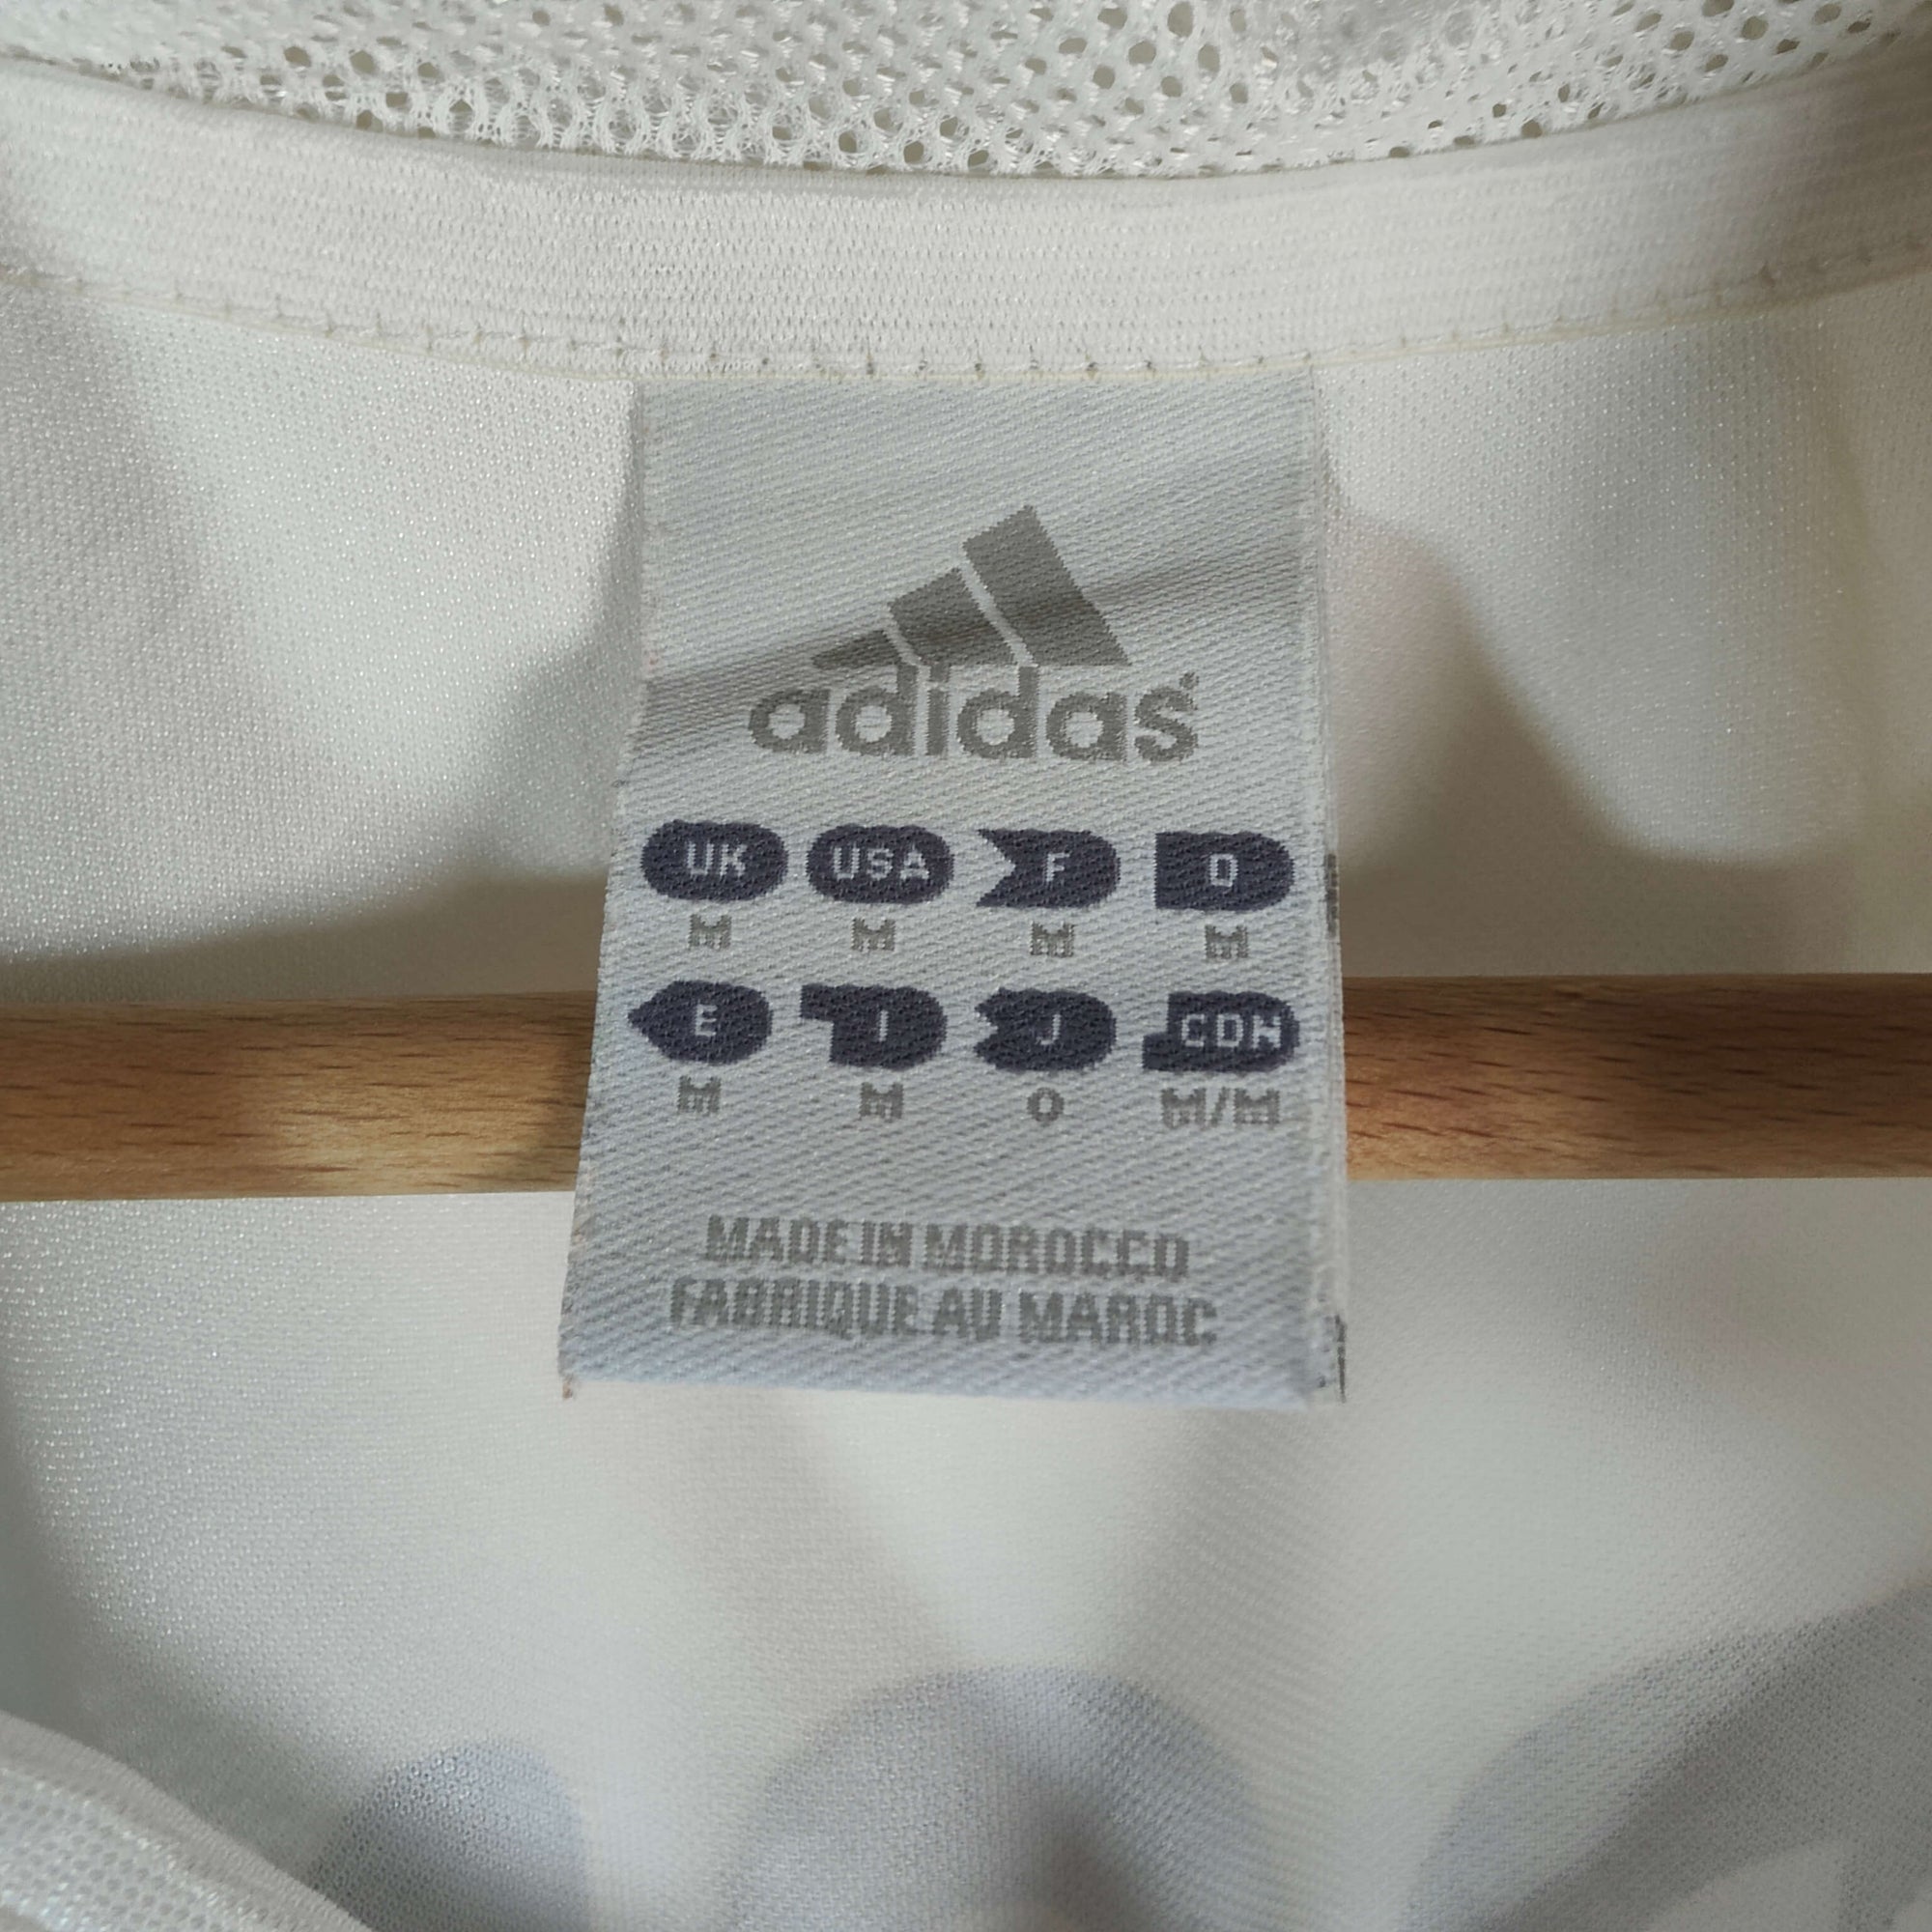 adidas®
UK USA F D
M M M M
E I J CDN
M M O M/M
MADE IN MOROCCO
FABRIQUE AU MAROC